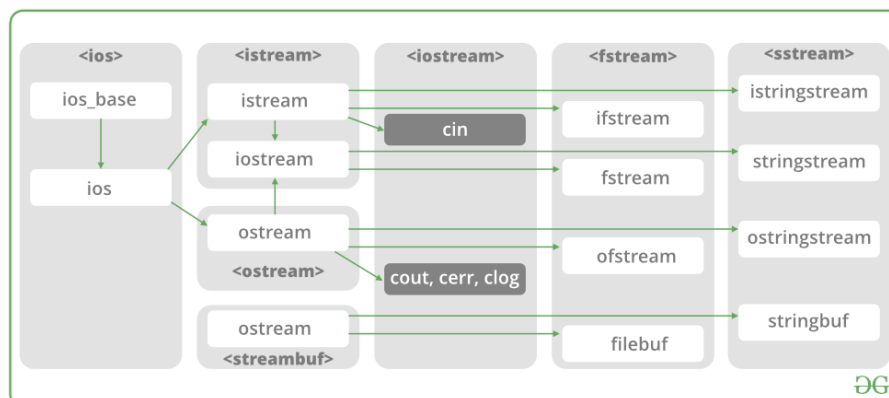 <ios>
ios_base
ios
<istream>
istream
iostream
ostream
<ostream>
ostream
<streambuf>
<iostream>
cin
cout, cerr, clog
<fstream>
ifstream
fstream
ofstream
filebuf
<sstream>
istringstream
stringstream
ostringstream
stringbuf